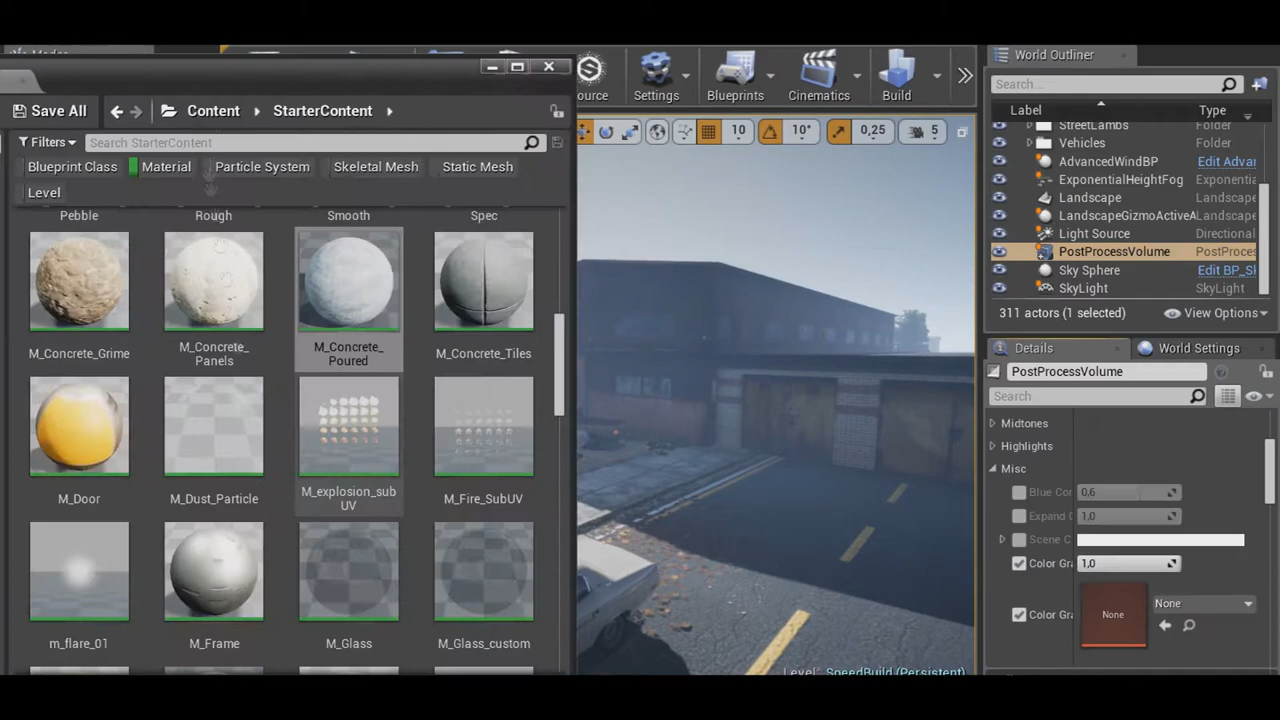 Save All
Content
StarterContent
Filters
Search StarterContent
Blueprint Class
Material
Particle System
Skeletal Mesh
Static Mesh
Level
Pebble
Rough
Smooth
Spec
M_Concrete_Grime
M_Concrete_
Panels
M_Concrete_
Poured
M_Concrete_Tiles
M_Door
M_Dust_Particle
M_explosion_sub
UV
M_Fire_SubUV
m_flare_01
M_Frame
M_Glass
M_Glass_custom
ource
Settings
Blueprints
Cinematics
Build
10
10°
0,25
5
Level: SpeedBuild (Persistent)
World Outliner
Search...
Label
Type
StreetLambs
Folder
Vehicles
Folder
AdvancedWindBP
Edit Advar
ExponentialHeightFog
Exponential
Landscape
Landscape
LandscapeGizmoActiveA
Landscape
Light Source
Directional
PostProcessVolume
PostProces
Sky Sphere
Edit BP_Sk
SkyLight
SkyLight
311 actors (1 selected)
View Options
Details
World Settings
PostProcessVolume
Search
Midtones
Highlights
Misc
Blue Cor
0,6
Expand G
1,0
Scene C
Color Gr
1,0
Color Gra
None
None